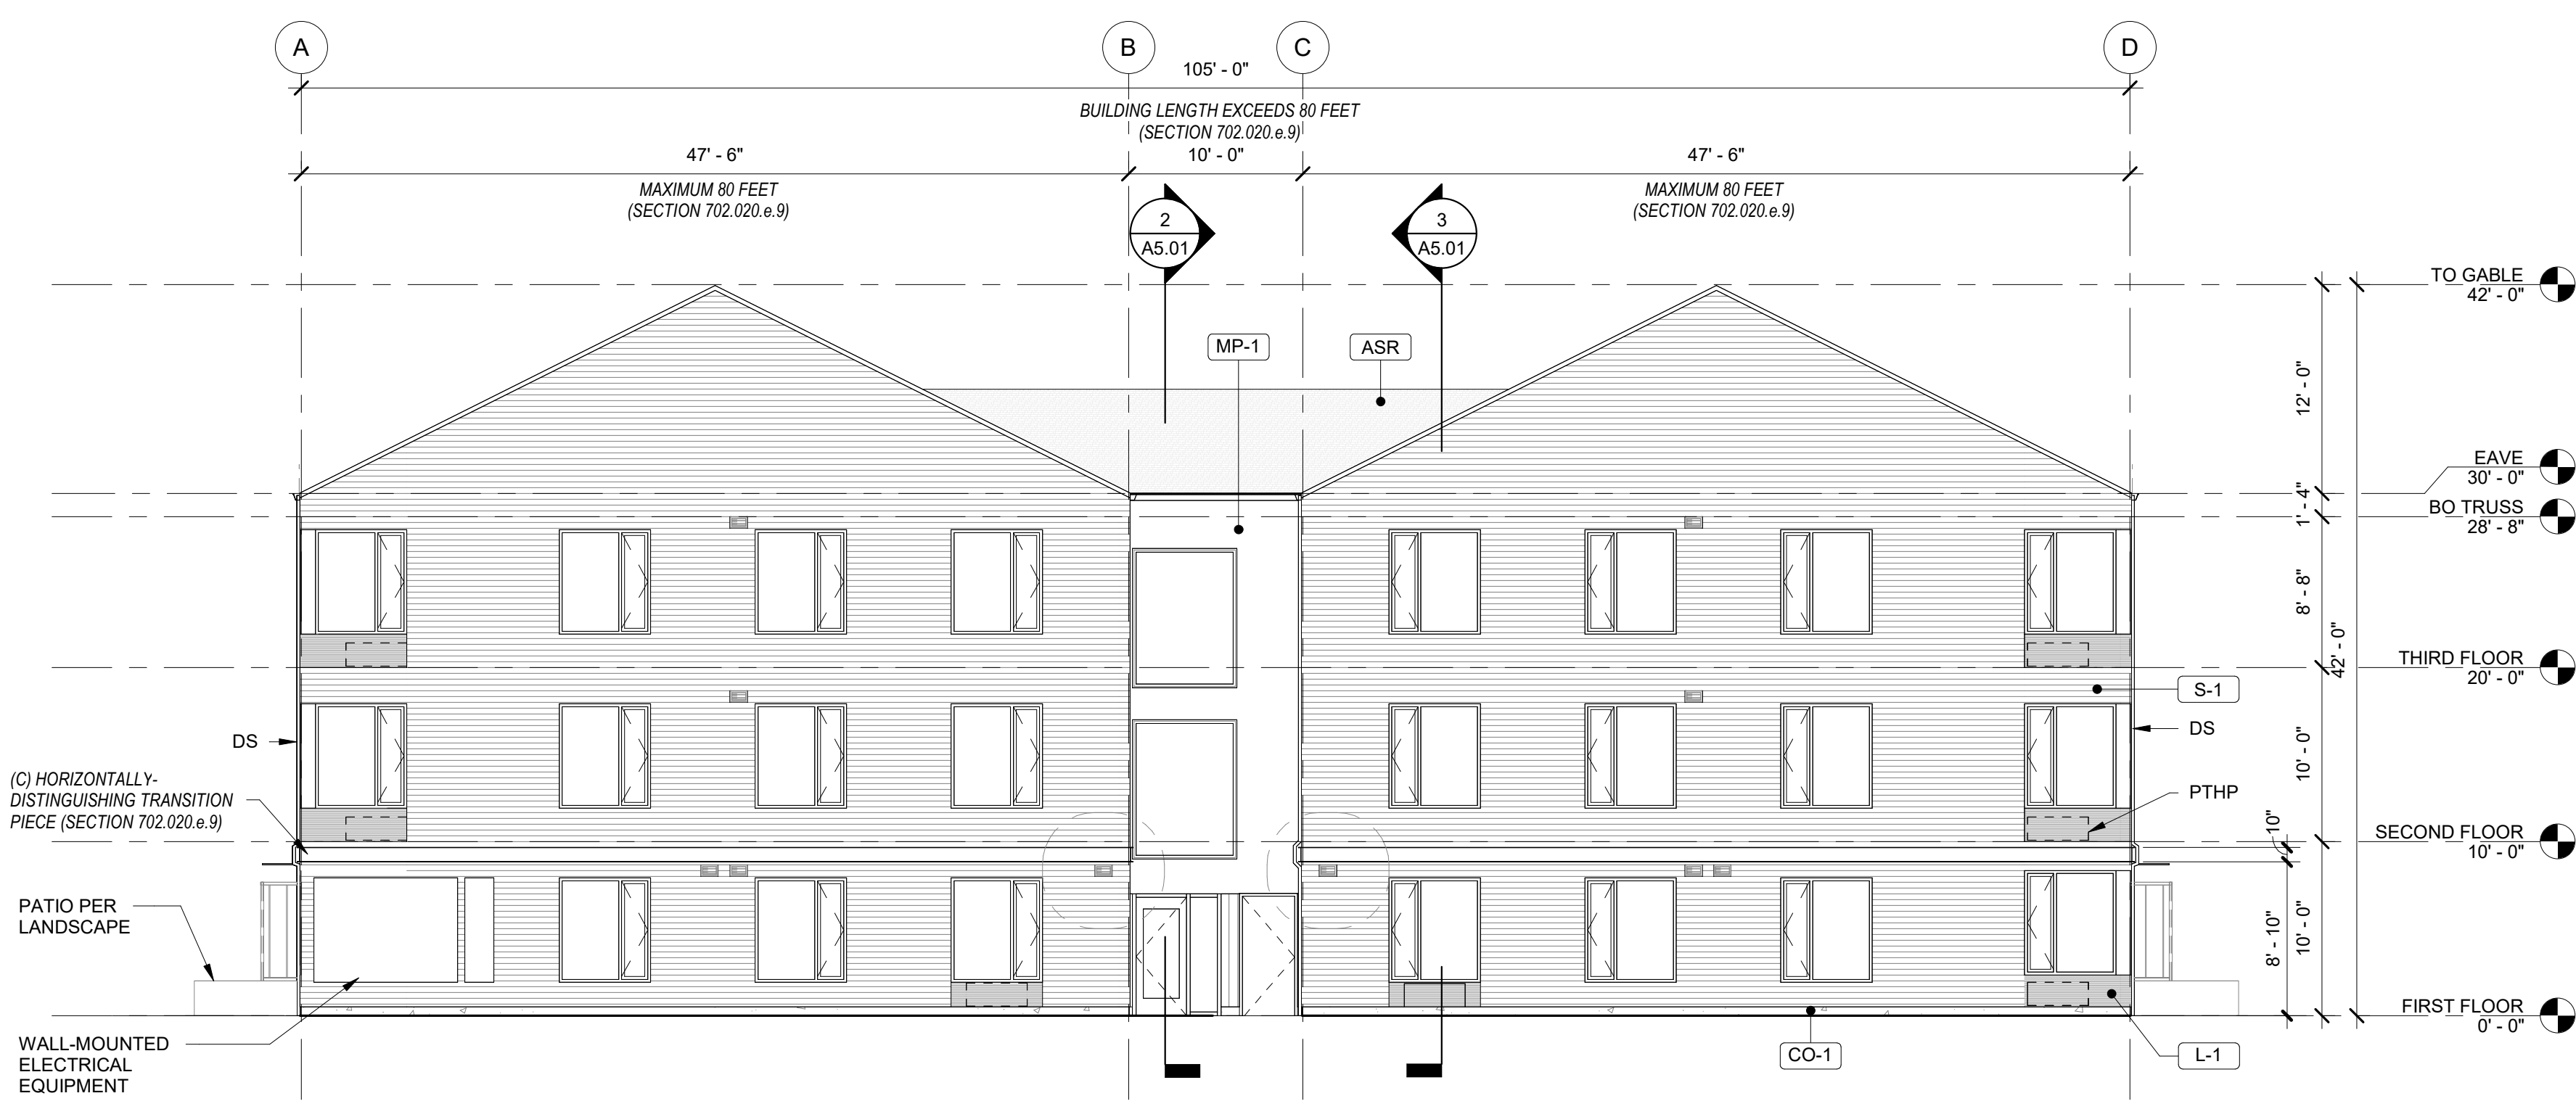 A
B
C
D
105' - 0"
BUILDING LENGTH EXCEEDS 80 FEET
(SECTION 702.020.e.9)
47' - 6"
10' - 0"
47' - 6"
MAXIMUM 80 FEET
(SECTION 702.020.e.9)
MAXIMUM 80 FEET
(SECTION 702.020.e.9)
2
A5.01
3
A5.01
TO GABLE
42' - 0"
MP-1
ASR
12' - 0"
EAVE
30' - 0"
1' - 4"
BO TRUSS
28' - 8"
8' - 8"
42' - 0"
THIRD FLOOR
20' - 0"
S-1
DS
DS
10' - 0"
(C) HORIZONTALLY-
DISTINGUISHING TRANSITION
PIECE (SECTION 702.020.e.9)
PTHP
10"
SECOND FLOOR
10' - 0"
PATIO PER
LANDSCAPE
8' - 10"
10' - 0"
FIRST FLOOR
0' - 0"
WALL-MOUNTED
ELECTRICAL
EQUIPMENT
CO-1
L-1